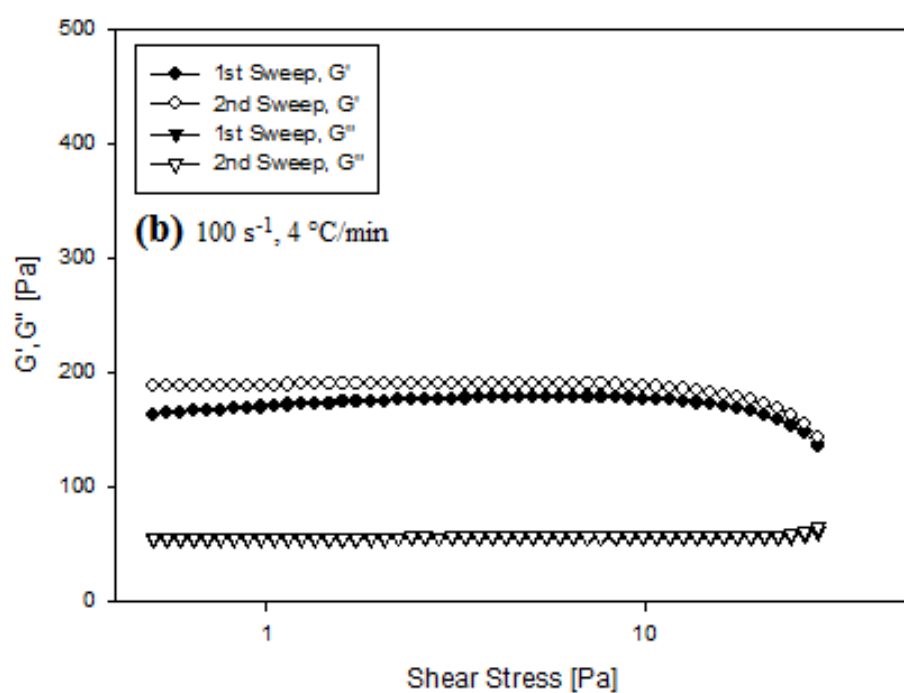 500
400
300
200
100
0
G',G" [Pa]
1st Sweep, G'
2nd Sweep, G'
1st Sweep, G"
2nd Sweep, G"
(b) 100 s⁻¹, 4 °C/min
1
10
Shear Stress [Pa]